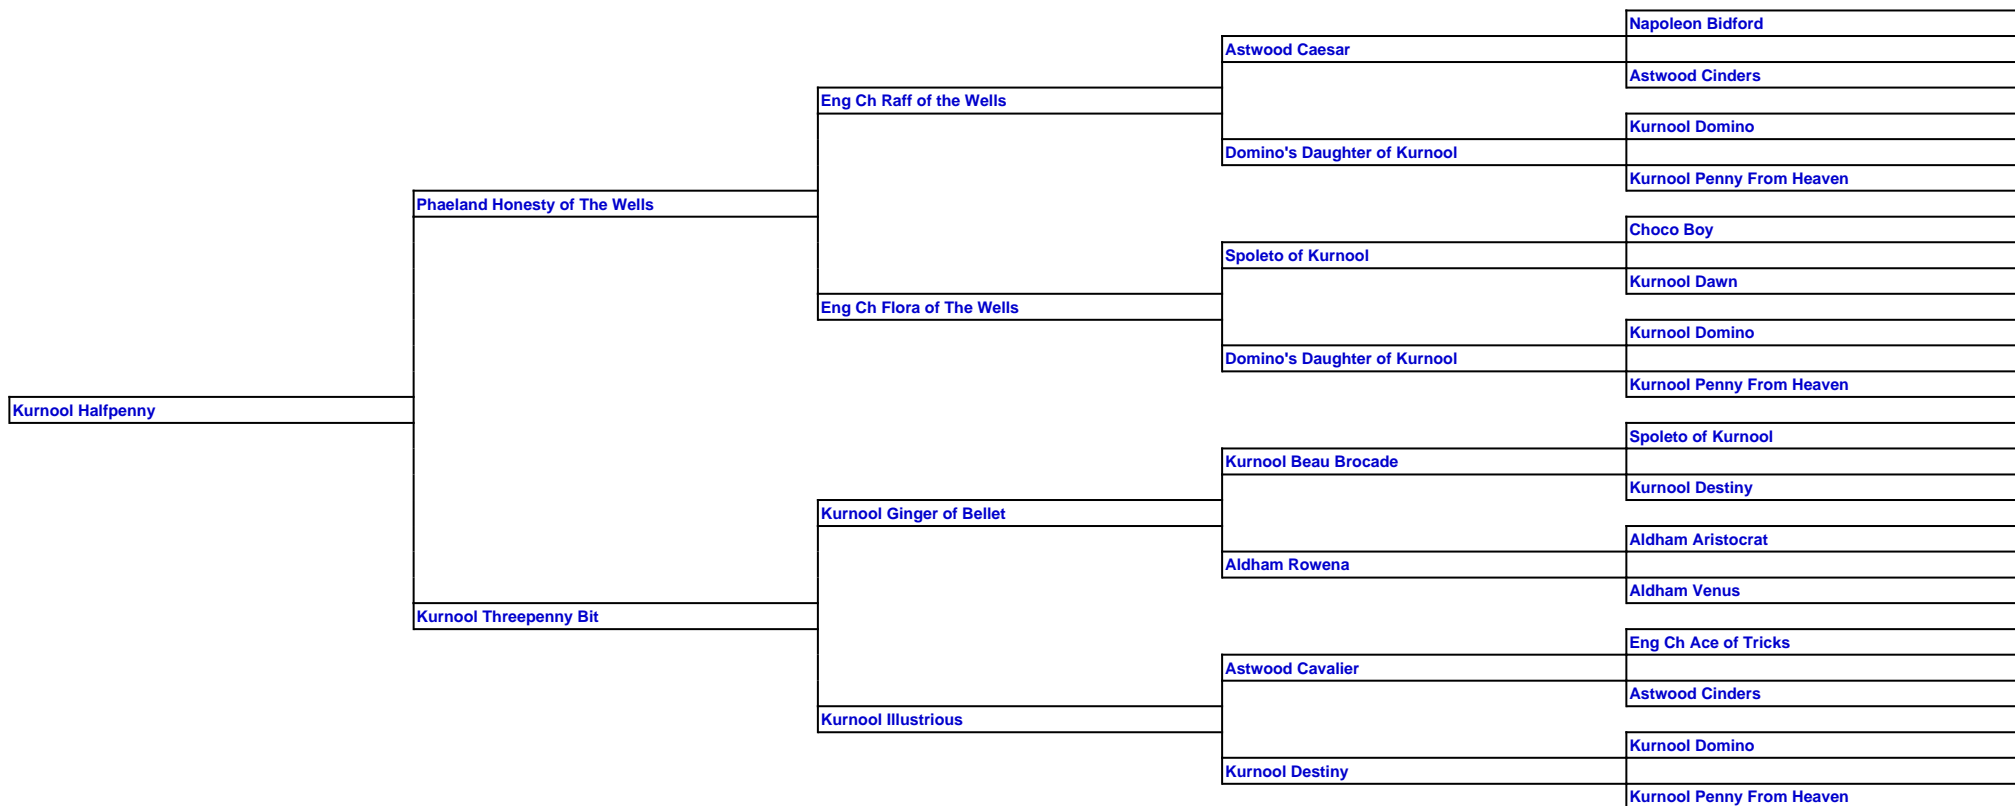 Napoleon Bidford
Astwood Caesar
Astwood Cinders
Eng Ch Raff of the Wells
Kurnool Domino
Domino's Daughter of Kurnool
Kurnool Penny From Heaven
Phaeland Honesty of The Wells
Choco Boy
Spoleto of Kurnool
Kurnool Dawn
Eng Ch Flora of The Wells
Kurnool Domino
Domino's Daughter of Kurnool
Kurnool Penny From Heaven
Kurnool Halfpenny
Spoleto of Kurnool
Kurnool Beau Brocade
Kurnool Destiny
Kurnool Ginger of Bellet
Aldham Aristocrat
Aldham Rowena
Aldham Venus
Kurnool Threepenny Bit
Eng Ch Ace of Tricks
Astwood Cavalier
Astwood Cinders
Kurnool Illustrious
Kurnool Domino
Kurnool Destiny
Kurnool Penny From Heaven